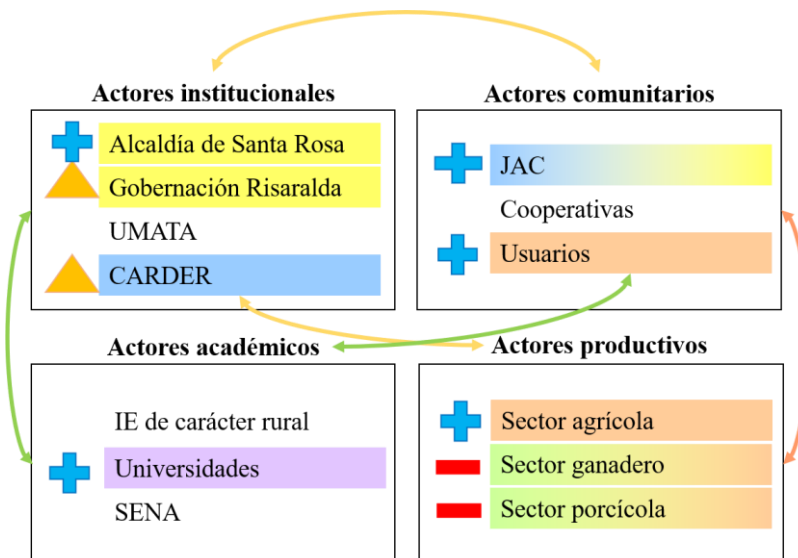 Actores institucionales
Alcaldía de Santa Rosa
Gobernación Risaralda
UMATA
CARDER
Actores comunitarios
JAC
Cooperativas
Usuarios
Actores académicos
IE de carácter rural
Universidades
SENA
Actores productivos
Sector agrícola
Sector ganadero
Sector porcícola